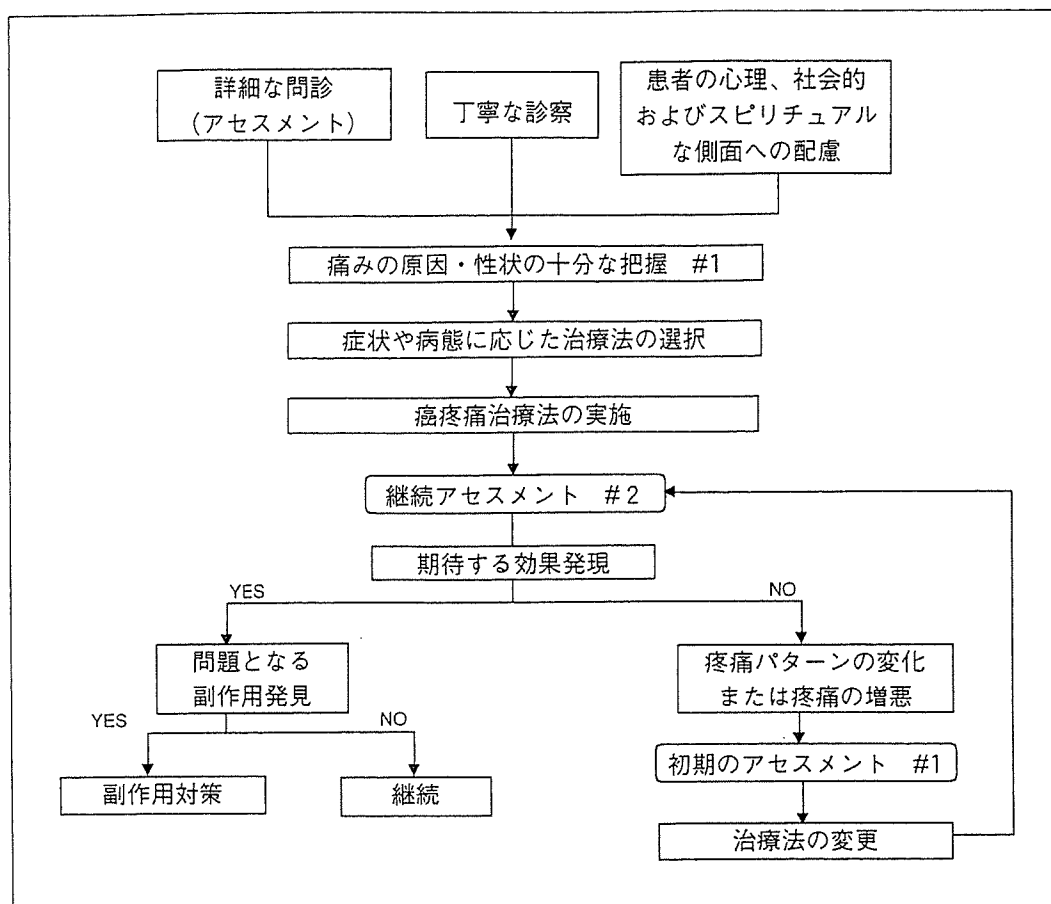 詳細な問診
(アセスメント)
丁寧な診察
患者の心理、社会的
およびスピリチュアル
な側面への配慮
痛みの原因・性状の十分な把握 #1
症状や病態に応じた治療法の選択
癌疼痛治療法の実施
継続アセスメント #2
期待する効果発現
YES
NO
問題となる
副作用発見
疼痛パターンの変化
または疼痛の増悪
YES
NO
初期のアセスメント #1
副作用対策
継続
治療法の変更